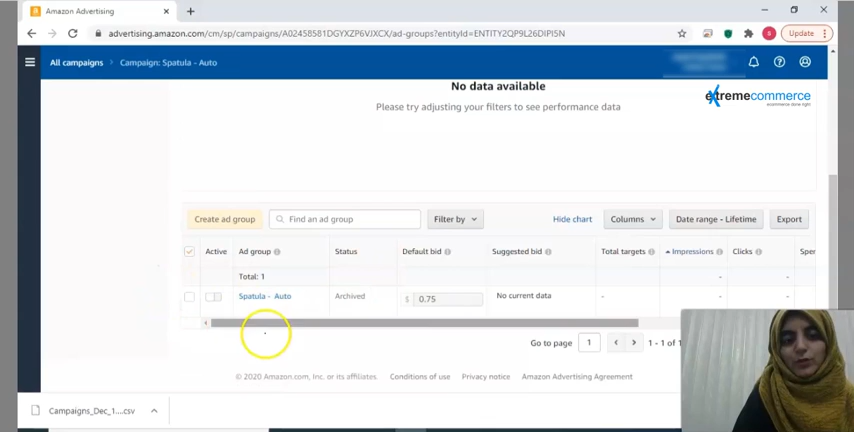 Amazon Advertising
advertising.amazon.com/cm/sp/campaigns/A02458581DGYXZP6VJXCX/ad-groups?entityId=ENTITY2QP9L26DIPI5N
6
Update
All campaigns > Campaign: Spatula - Auto
No data available
Please try adjusting your filters to see performance data
extremecommerce
ecommerce done right
Create ad group
Find an ad group
Filter by
Hide chart
Columns
Date range - Lifetime
Export
Active
Ad group
Status
Default bid
Suggested bid
Total targets
Impressions
Clicks
Spen
Total: 1
-
-
Spatula - Auto
Archived
$ 0.75
No current data
-
-
-
Go to page 1
1 - 1 of 1
© 2020 Amazon.com, Inc. or its affiliates.
Conditions of use
Privacy notice
Amazon Advertising Agreement
Campaigns_Dec_1....csv